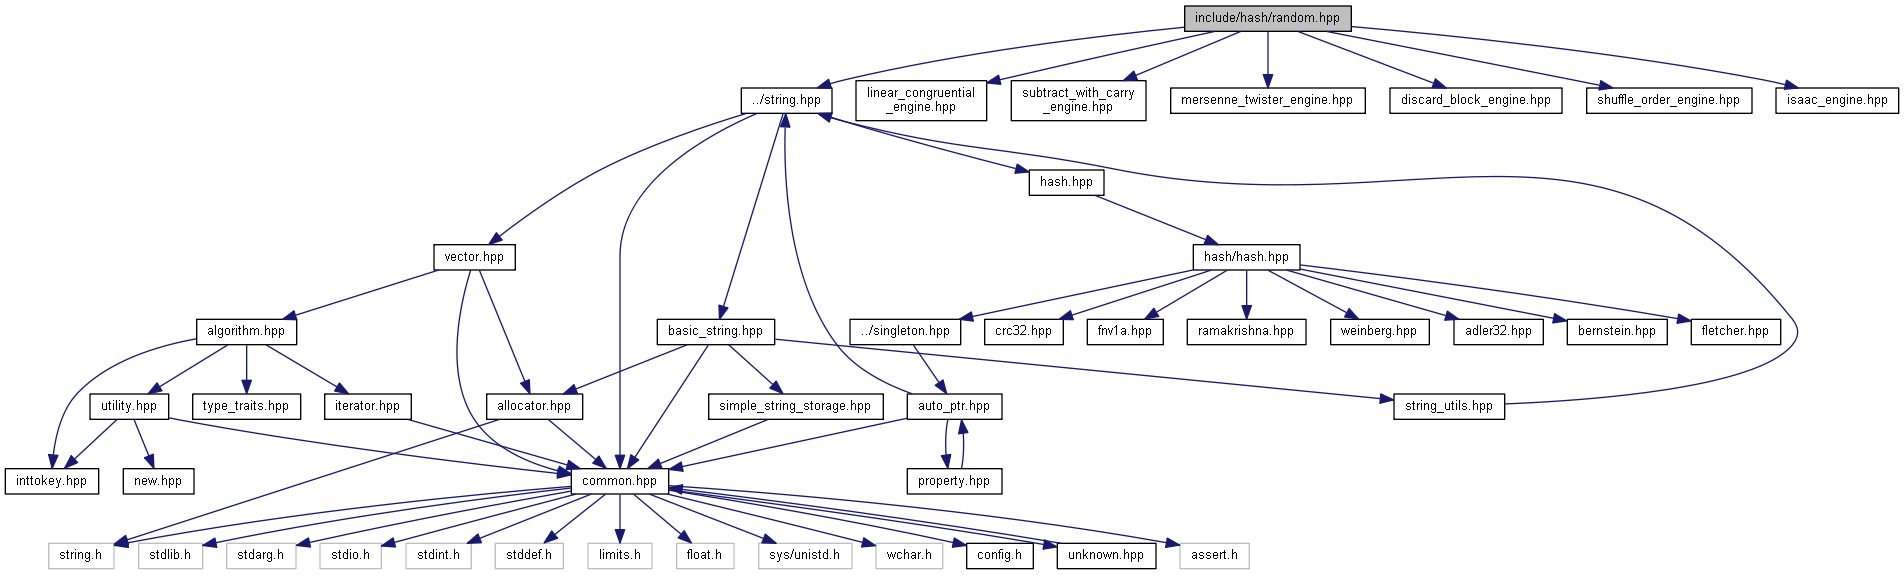 include/hash/random.hpp
../string.hpp
linear_congruential
_engine.hpp
subtract_with_carry
_engine.hpp
mersenne_twister_engine.hpp
discard_block_engine.hpp
shuffle_order_engine.hpp
isaac_engine.hpp
hash.hpp
vector.hpp
hash/hash.hpp
algorithm.hpp
basic_string.hpp
../singleton.hpp
crc32.hpp
fnv1a.hpp
ramakrishna.hpp
weinberg.hpp
adler32.hpp
bernstein.hpp
fletcher.hpp
utility.hpp
type_traits.hpp
iterator.hpp
allocator.hpp
simple_string_storage.hpp
auto_ptr.hpp
string_utils.hpp
inttokey.hpp
new.hpp
common.hpp
property.hpp
string.h
stdlib.h
stdarg.h
stdio.h
stdint.h
stddef.h
limits.h
float.h
sys/unistd.h
wchar.h
config.h
unknown.hpp
assert.h